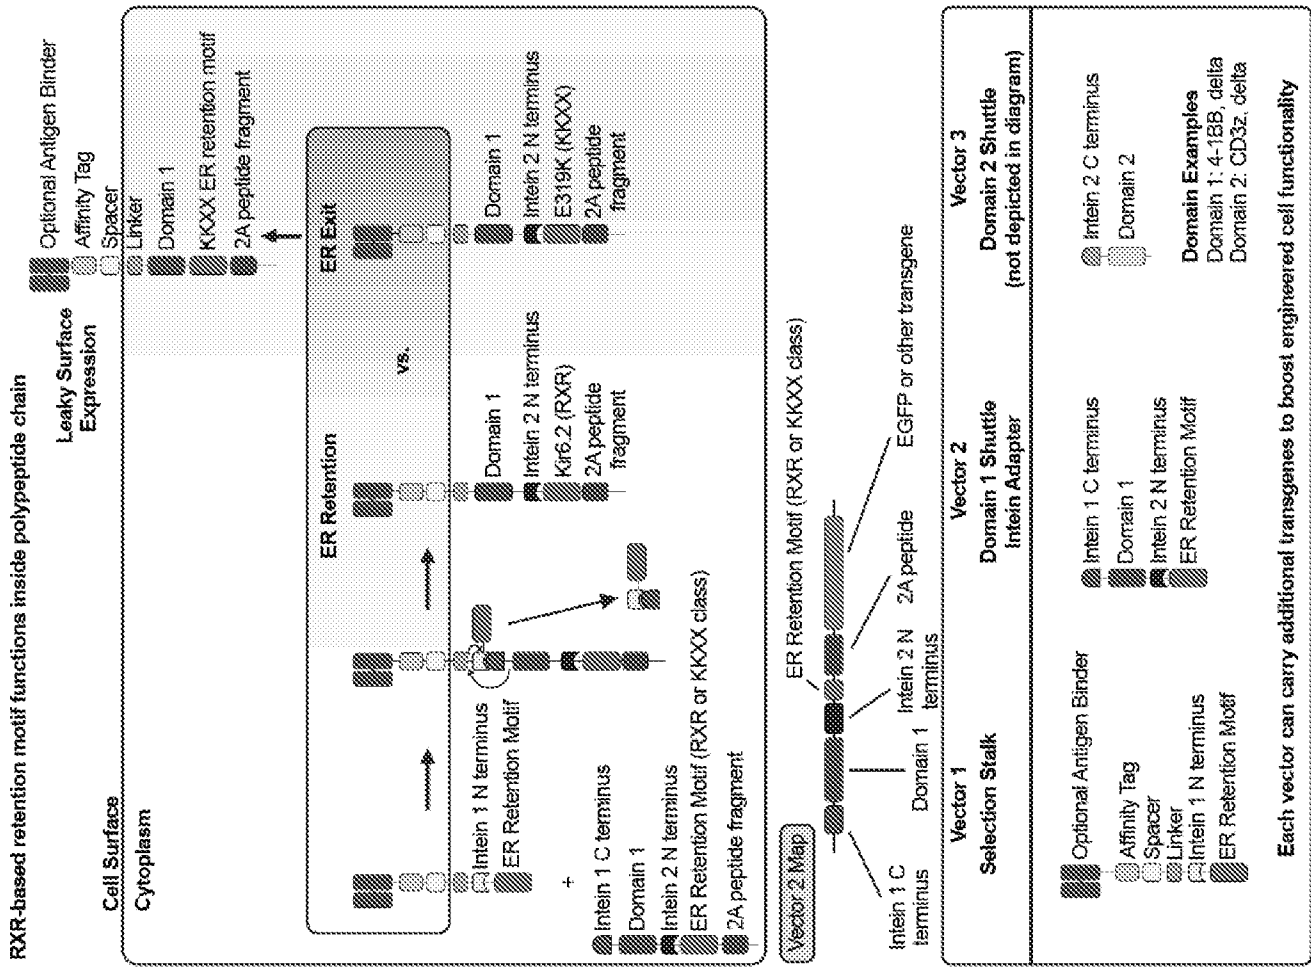 RXR-based retention motif functions inside polypeptide chain
Cell Surface
Cytoplasm
Leaky Surface
Expression
Optional Antigen Binder
Affinity Tag
Spacer
Linker
Domain 1
KKXX ER retention motif
2A peptide fragment
ER Retention
vs.
ER Exit
Intein 1 N terminus
ER Retention Motif
+
Intein 1 C terminus
Domain 1
Intein 2 N terminus
ER Retention Motif (RXR or KKXX class)
2A peptide fragment
Domain 1
Intein 2 N terminus
Kir6.2 (RXR)
2A peptide
fragment
Domain 1
Intein 2 N terminus
E319K (KKXX)
2A peptide
fragment
Vector 2 Map
ER Retention Motif (RXR or KKXX class)
Intein 1 C
terminus
Domain 1
Intein 2 N
terminus
2A peptide
EGFP or other transgene
Vector 1
Selection Stalk
Optional Antigen Binder
Affinity Tag
Spacer
Linker
Intein 1 N terminus
ER Retention Motif
Vector 2
Domain 1 Shuttle
Intein Adapter
Intein 1 C terminus
Domain 1
Intein 2 N terminus
ER Retention Motif
Vector 3
Domain 2 Shuttle
(not depicted in diagram)
Intein 2 C terminus
Domain 2
Domain Examples
Domain 1: 4-1BB, delta
Domain 2: CD3z, delta
Each vector can carry additional transgenes to boost engineered cell functionality